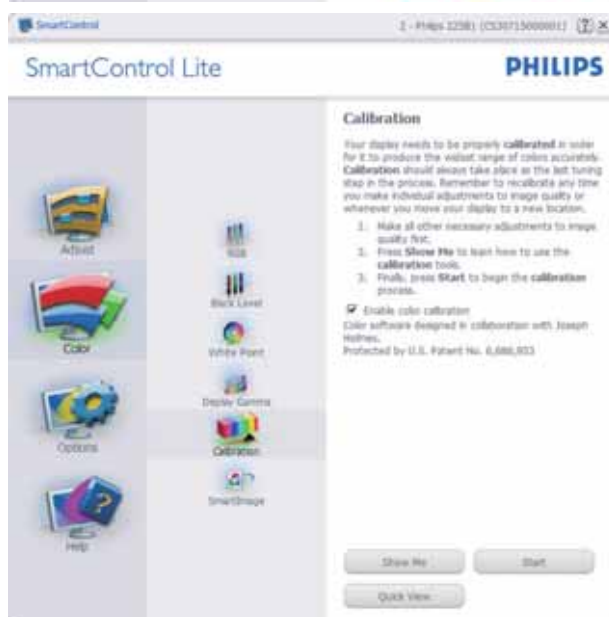 SmartControl
SmartControl Lite
PHILIPS
Adjust
Color
Options
Help
RGB
Black Level
White Point
Display Gamma
Calibration
SmartImage
Calibration
Your display needs to be properly calibrated in order
for it to produce the widest range of colors accurately.
Calibration should always take place as the last tuning
step in the process. Remember to recalibrate any time
you make individual adjustments to image quality or
whenever you move your display to a new location.
1. Make all other necessary adjustments to image
quality first.
2. Press Show Me to learn how to use the
calibration tools.
3. Finally, press Start to begin the calibration
process.
Enable color calibration
Color software designed in collaboration with Joseph
Holmes.
Protected by U.S. Patent No. 6,686,953
Show Me
Start
Quick View